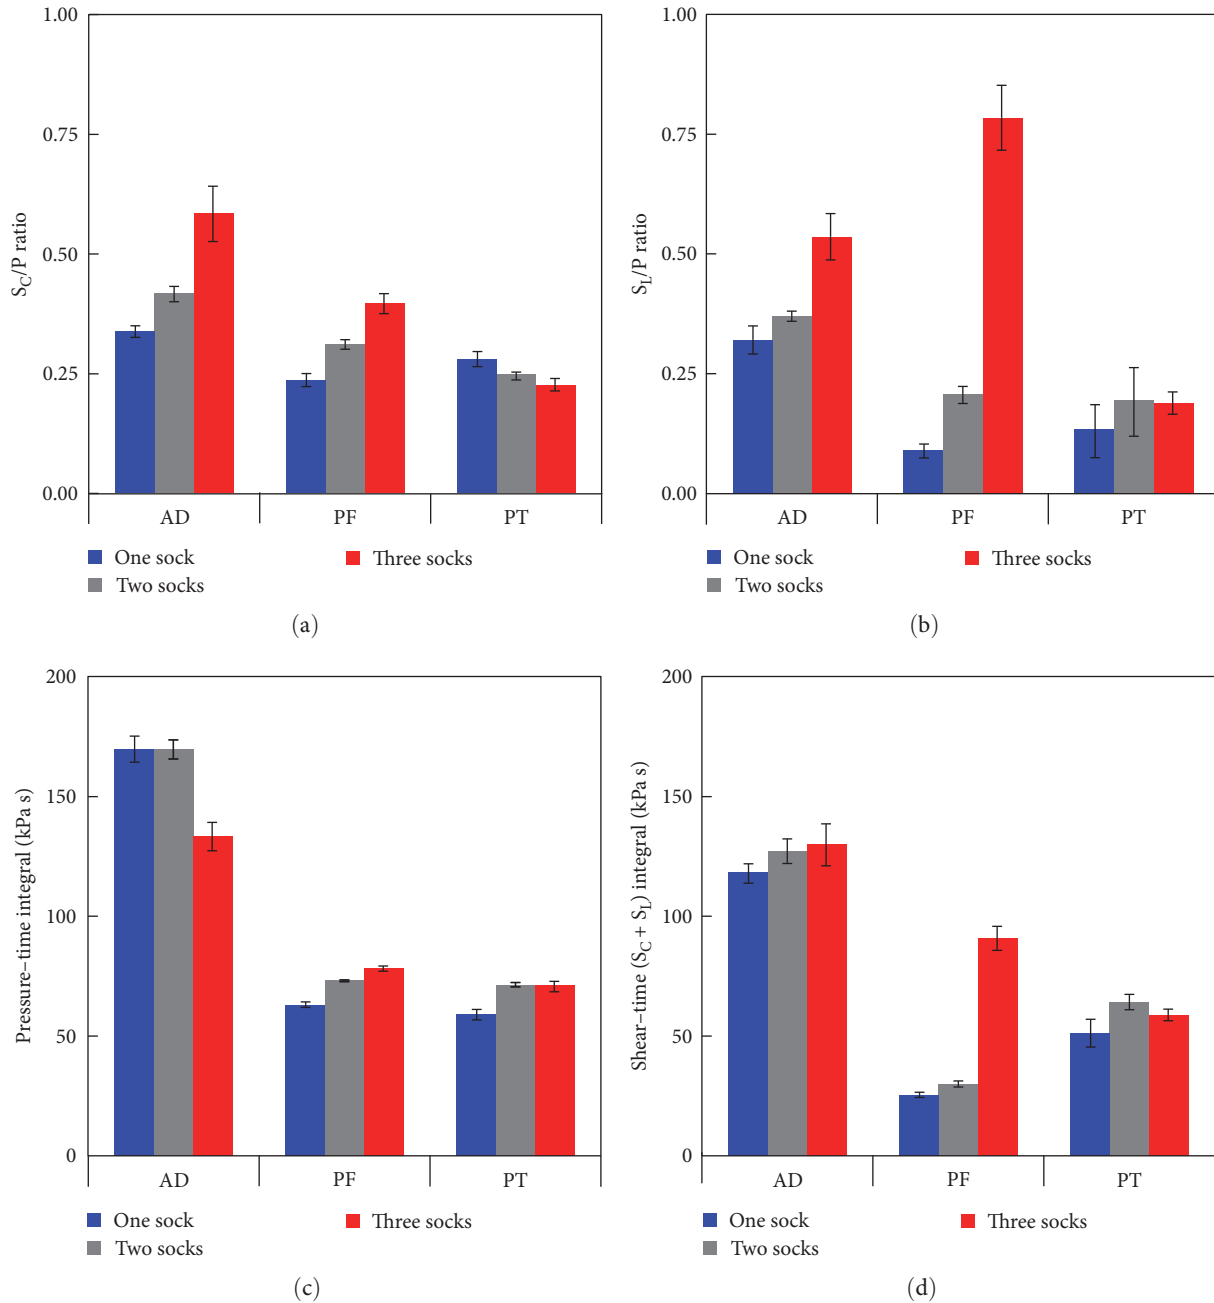 1.00
0.75
0.50
0.25
0.00
S_C/P ratio
AD PF PT
One sock Three socks
Two socks
(a)
1.00
0.75
0.50
0.25
0.00
S_L/P ratio
AD PF PT
One sock Three socks
Two socks
(b)
200
150
100
50
0
Pressure–time integral (kPa s)
AD PF PT
One sock Three socks
Two socks
(c)
200
150
100
50
0
Shear–time (S_C + S_L) integral (kPa s)
AD PF PT
One sock Three socks
Two socks
(d)